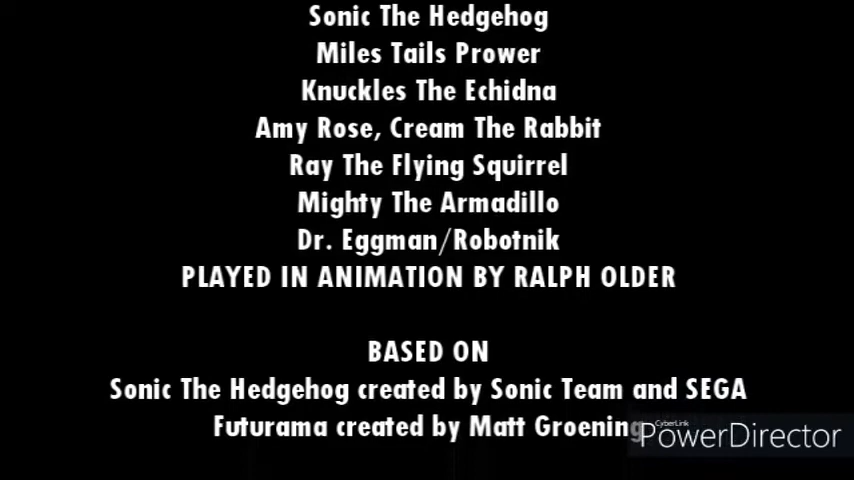 Sonic The Hedgehog
Miles Tails Prower
Knuckles The Echidna
Amy Rose, Cream The Rabbit
Ray The Flying Squirrel
Mighty The Armadillo
Dr. Eggman/Robotnik
PLAYED IN ANIMATION BY RALPH OLDER
BASED ON
Sonic The Hedgehog created by Sonic Team and SEGA
Futurama created by Matt Groening
CyberLink
PowerDirector